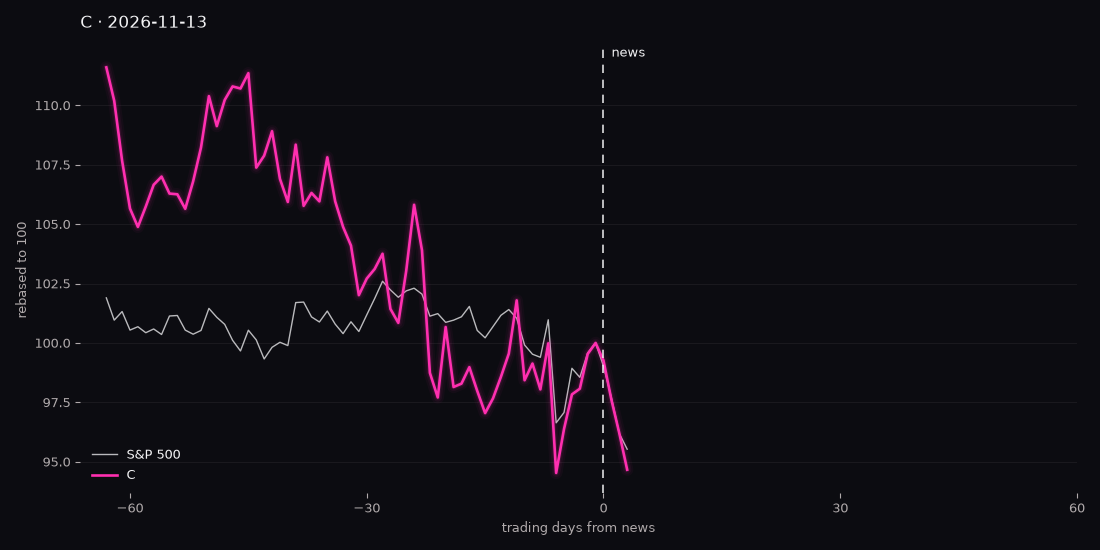 C · 2026-11-13
news
110.0
107.5
105.0
102.5
100.0
97.5
95.0
rebased to 100
S&P 500
C
−60
−30
0
30
60
trading days from news